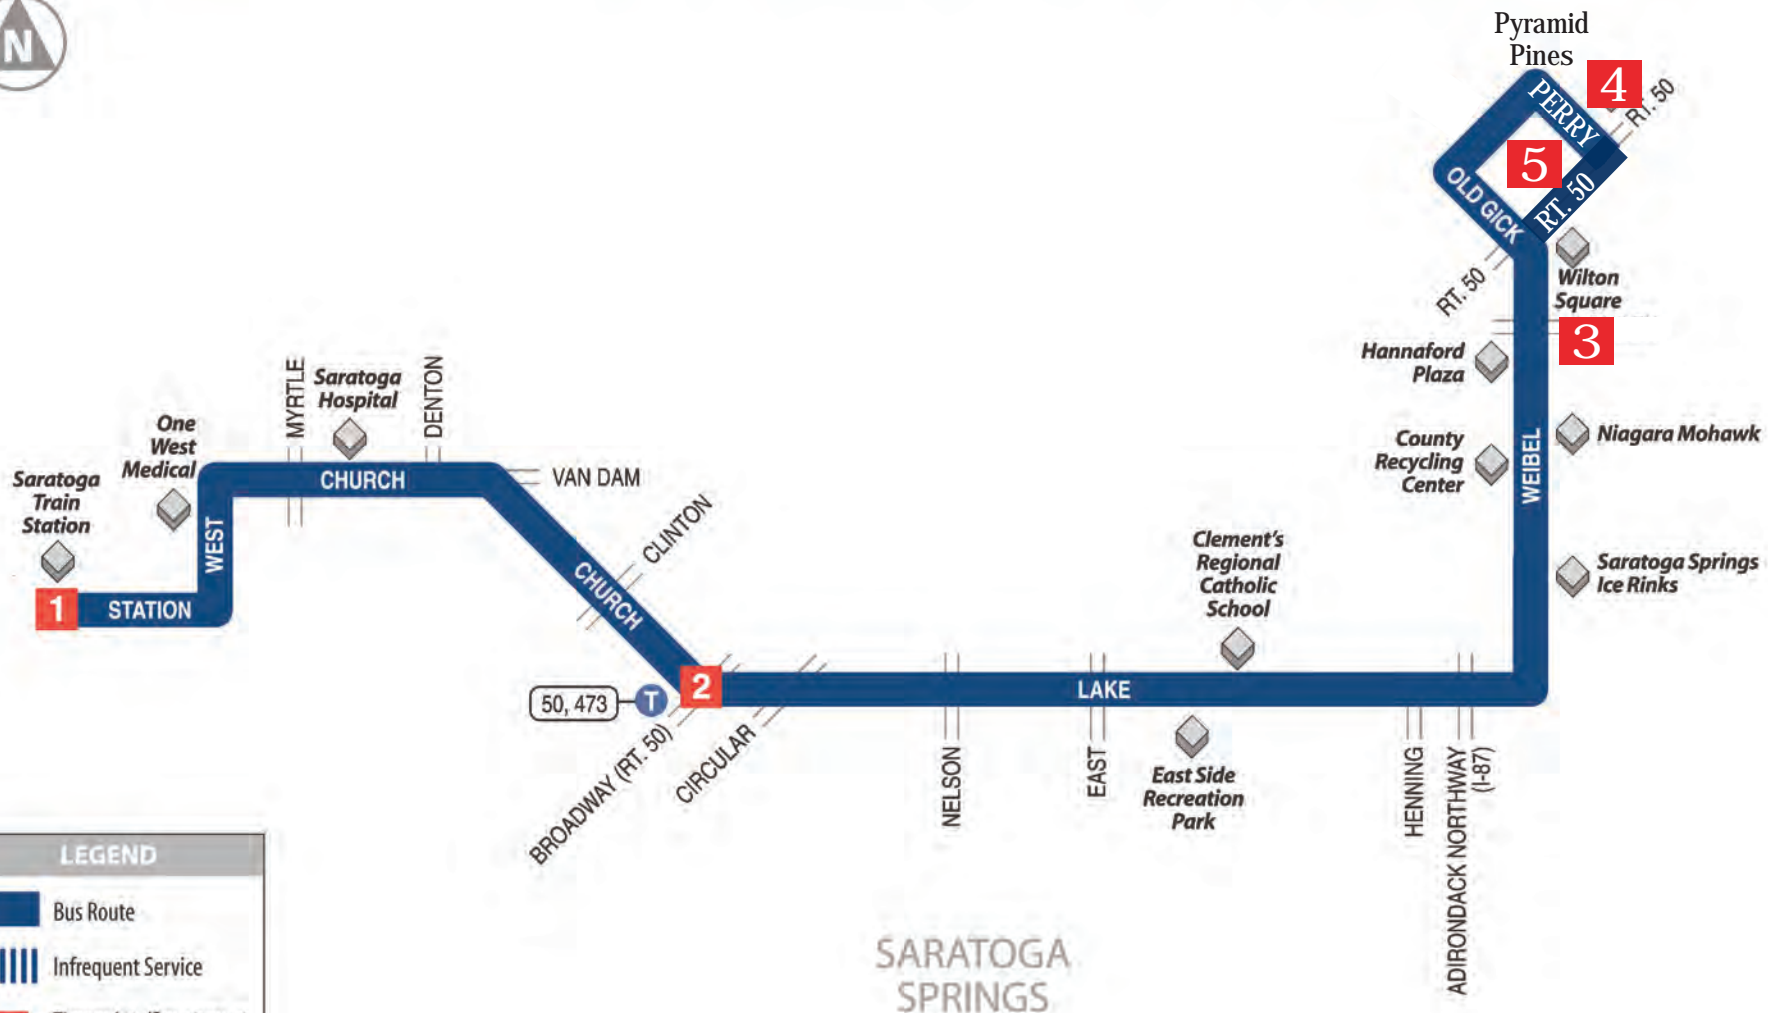 N
Pyramid
Pines
4
RT. 50
PERRY
5
OLD GICK
RT. 50
RT. 50
Wilton
Square
3
Hannaford
Plaza
County
Recycling
Center
WEIBEL
Niagara Mohawk
Saratoga Springs
Ice Rinks
Saratoga
Train
Station
One
West
Medical
MYRTLE
Saratoga
Hospital
DENTON
1
STATION
WEST
CHURCH
VAN DAM
CLINTON
CHURCH
50, 473
T
2
BROADWAY (RT. 50)
CIRCULAR
LAKE
Clement's
Regional
Catholic
School
NELSON
EAST
East Side
Recreation
Park
HENNING
ADIRONDACK NORTHWAY
(I-87)
SARATOGA
SPRINGS
LEGEND
Bus Route
Infrequent Service